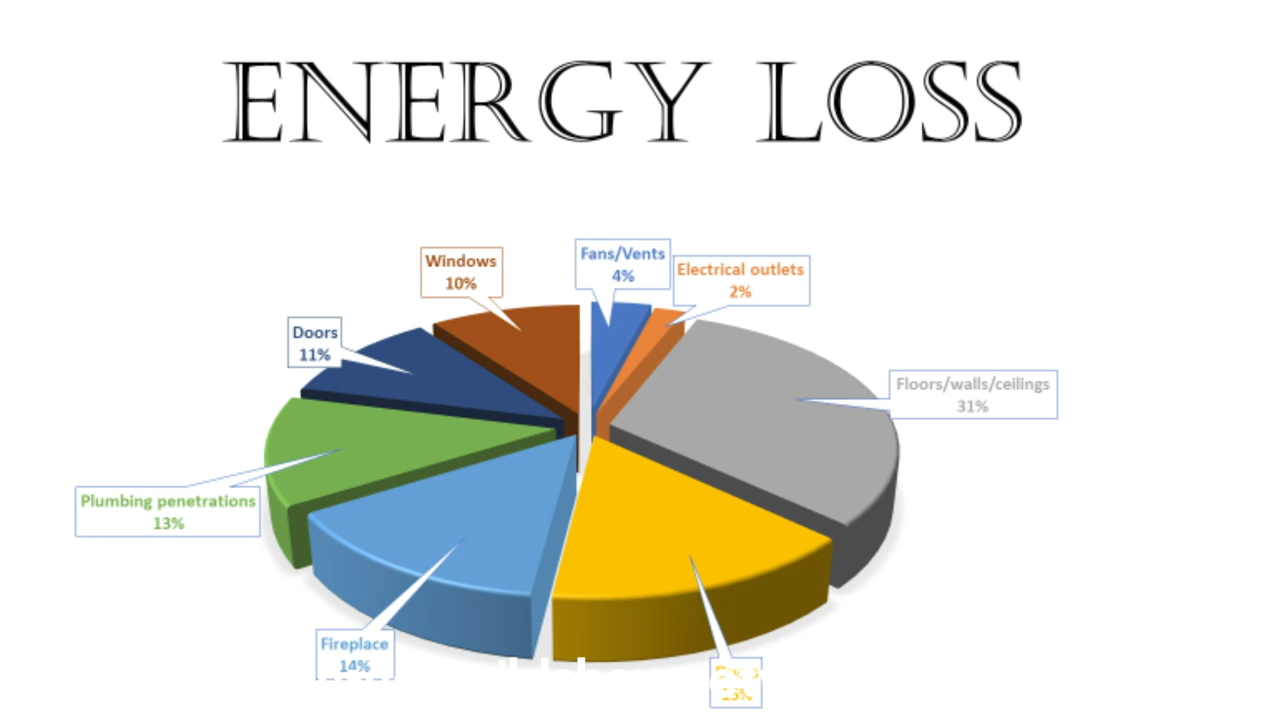 ENERGY LOSS
Fans/Vents
4%
Windows
10%
Electrical outlets
2%
Doors
11%
Floors/walls/ceilings
31%
Plumbing penetrations
13%
Fireplace
14%